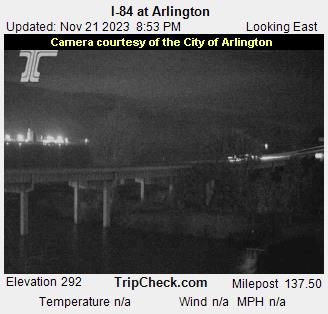 I-84 at Arlington
Updated: Nov 21 2023 8:53 PM Looking East
Camera courtesy of the City of Arlington
Elevation 292 TripCheck.com Milepost 137.50
Temperature n/a Wind n/a MPH n/a